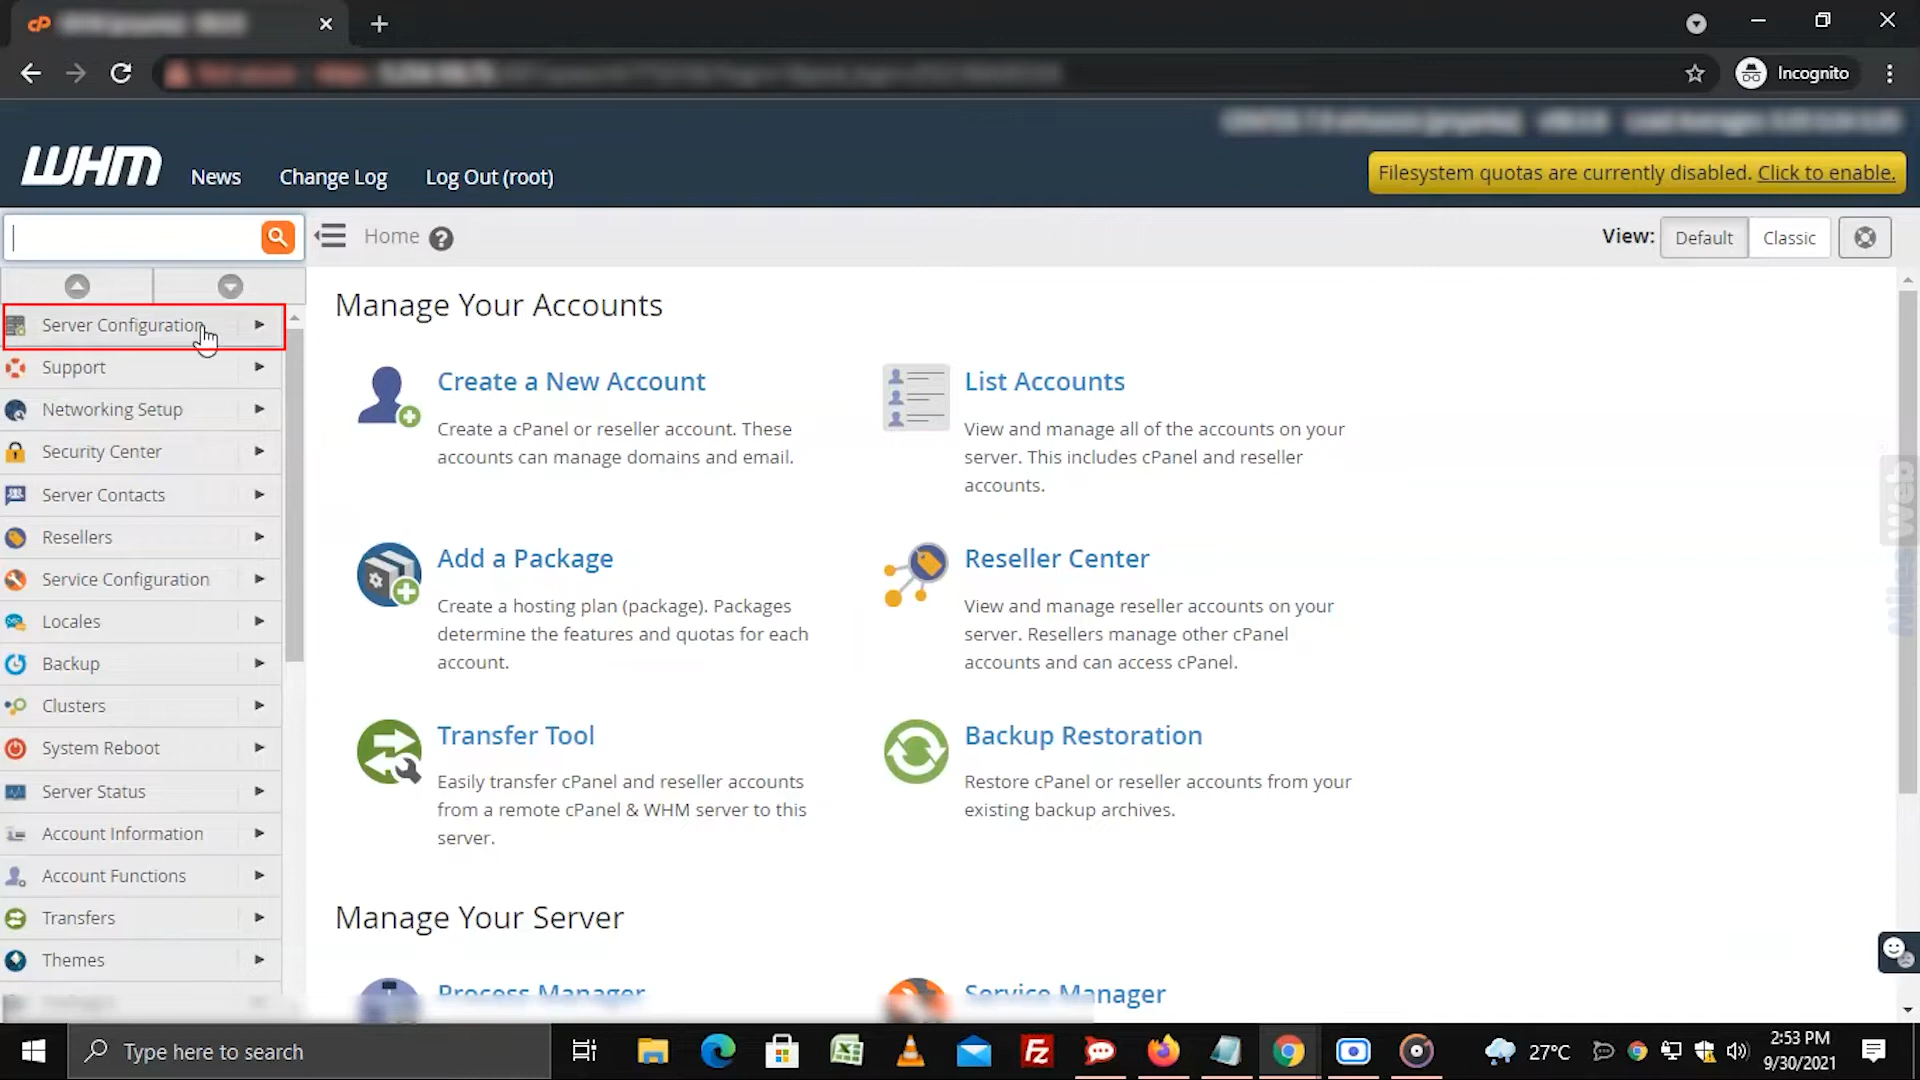 Incognito
WHM
News
Change Log
Log Out (root)
Filesystem quotas are currently disabled. Click to enable.
Home
View:
Default
Classic
Server Configuration
Support
Networking Setup
Security Center
Server Contacts
Resellers
Service Configuration
Locales
Backup
Clusters
System Reboot
Server Status
Account Information
Account Functions
Transfers
Themes
Manage Your Accounts
Create a New Account
Create a cPanel or reseller account. These
accounts can manage domains and email.
List Accounts
View and manage all of the accounts on your
server. This includes cPanel and reseller
accounts.
Add a Package
Create a hosting plan (package). Packages
determine the features and quotas for each
account.
Reseller Center
View and manage reseller accounts on your
server. Resellers manage other cPanel
accounts and can access cPanel.
Transfer Tool
Easily transfer cPanel and reseller accounts
from a remote cPanel & WHM server to this
server.
Backup Restoration
Restore cPanel or reseller accounts from your
existing backup archives.
Manage Your Server
Process Manager
Service Manager
MilesWeb
Type here to search
27°C
2:53 PM
9/30/2021